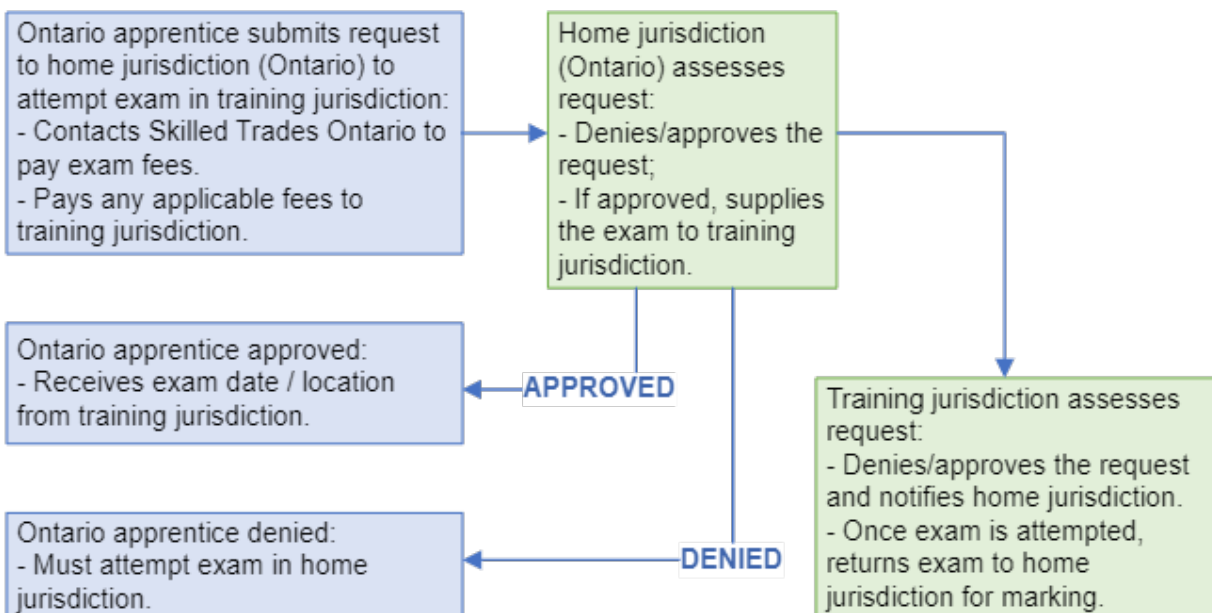 Ontario apprentice submits request
to home jurisdiction (Ontario) to
attempt exam in training jurisdiction:
- Contacts Skilled Trades Ontario to
pay exam fees.
- Pays any applicable fees to
training jurisdiction.
Home jurisdiction
(Ontario) assesses
request:
- Denies/approves the
request;
- If approved, supplies
the exam to training
jurisdiction.
Ontario apprentice approved:
- Receives exam date / location
from training jurisdiction.
APPROVED
Training jurisdiction assesses
request:
- Denies/approves the request
and notifies home jurisdiction.
- Once exam is attempted,
returns exam to home
jurisdiction for marking.
Ontario apprentice denied:
- Must attempt exam in home
jurisdiction.
DENIED